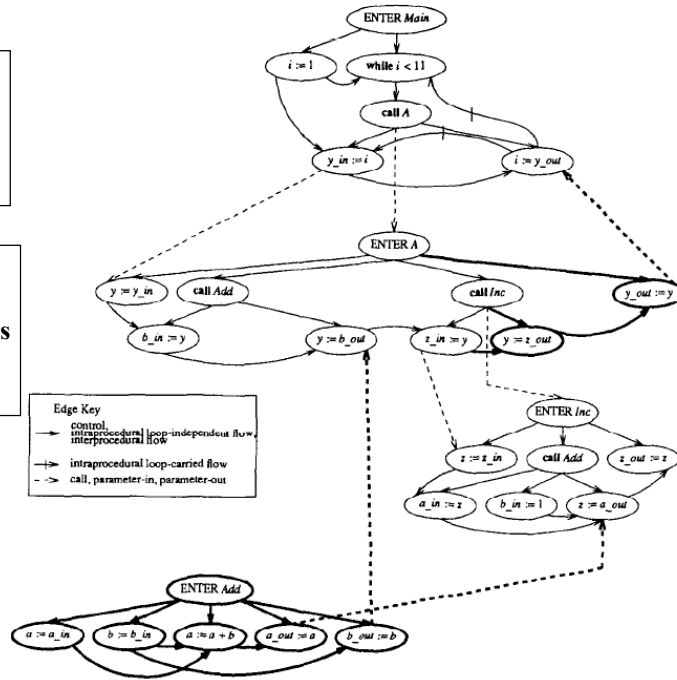 ENTER Main
i := 1
while i < 11
call A
y_in := i
i := y_out
ENTER A
y := y_in
call Add
call Inc
y_out := y
s
b_in := y
y := b_out
z_in := y
y := z_out
Edge Key
control,
intraprocedural loop-independent flow,
interprocedural flow
intraprocedural loop-carried flow
call, parameter-in, parameter-out
ENTER Inc
z := z_in
call Add
z_out := z
a_in := z
b_in := 1
z := a_out
ENTER Add
a := a_in
b := b_in
a := a + b
a_out := a
b_out := b